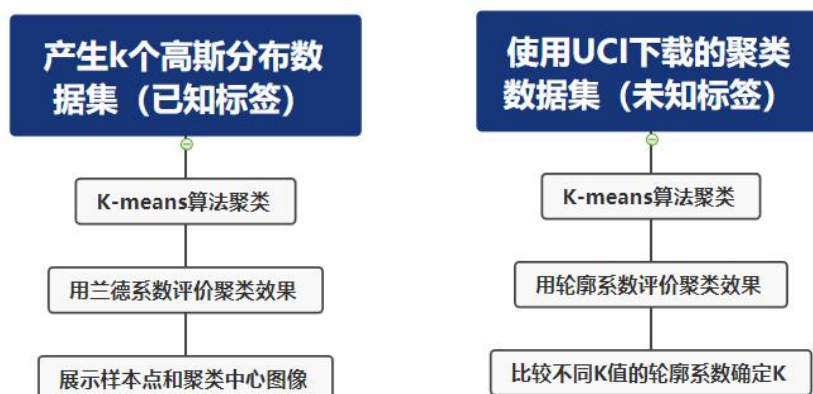 产生k个高斯分布数
据集（已知标签）
K-means算法聚类
用兰德系数评价聚类效果
展示样本点和聚类中心图像
使用UCI下载的聚类
数据集（未知标签）
K-means算法聚类
用轮廓系数评价聚类效果
比较不同K值的轮廓系数确定K